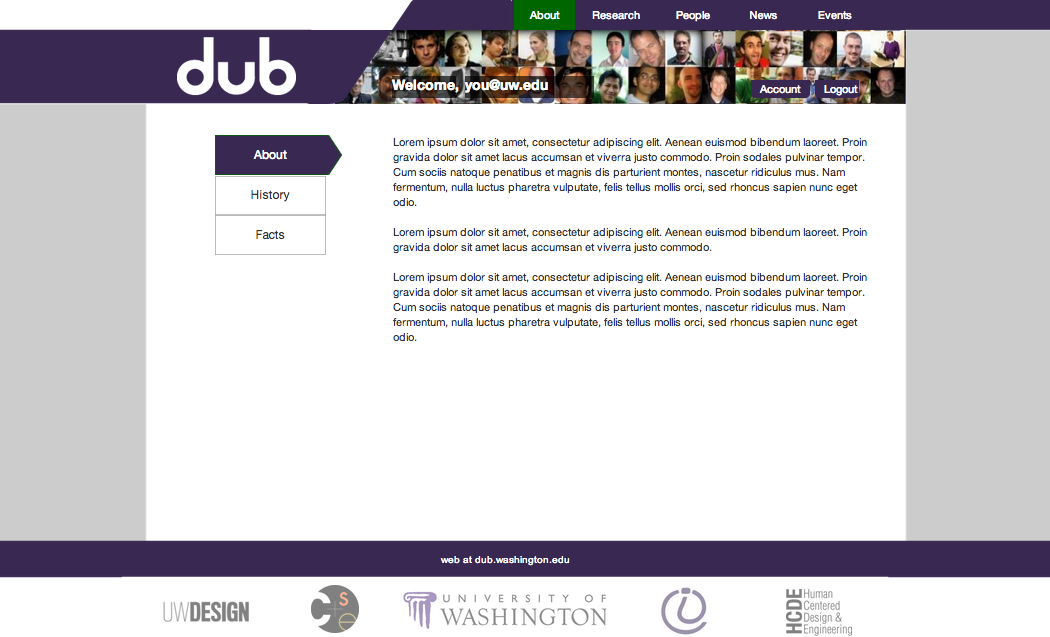 About Research People News Events
dub
Welcome, you@uw.edu
Account Logout
About
History
Facts
Lorem ipsum dolor sit amet, consectetur adipiscing elit. Aenean euismod bibendum laoreet. Proin
gravida dolor sit amet lacus accumsan et viverra justo commodo. Proin sodales pulvinar tempor.
Cum sociis natoque penatibus et magnis dis parturient montes, nascetur ridiculus mus. Nam
fermentum, nulla luctus pharetra vulputate, felis tellus mollis orci, sed rhoncus sapien nunc eget
odio.
Lorem ipsum dolor sit amet, consectetur adipiscing elit. Aenean euismod bibendum laoreet. Proin
gravida dolor sit amet lacus accumsan et viverra justo commodo.
Lorem ipsum dolor sit amet, consectetur adipiscing elit. Aenean euismod bibendum laoreet. Proin
gravida dolor sit amet lacus accumsan et viverra justo commodo. Proin sodales pulvinar tempor.
Cum sociis natoque penatibus et magnis dis parturient montes, nascetur ridiculus mus. Nam
fermentum, nulla luctus pharetra vulputate, felis tellus mollis orci, sed rhoncus sapien nunc eget
odio.
web at dub.washington.edu
UWDESIGN
C S e
UNIVERSITY OF
WASHINGTON
i
HCDE
Human
Centered
Design &
Engineering